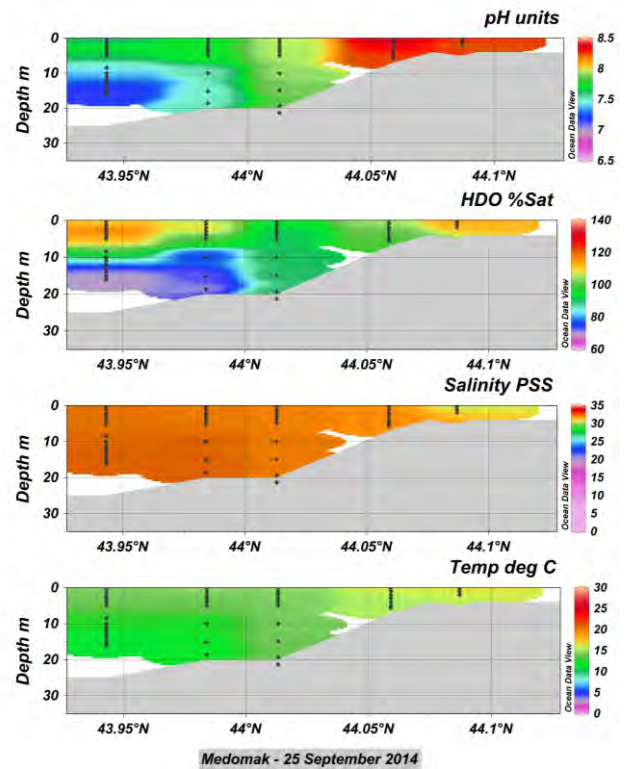 pH units
Depth m
0
10
20
30
8.5
8
7.5
7
6.5
Ocean Data View
43.95°N 44°N 44.05°N 44.1°N
HDO %Sat
Depth m
0
10
20
30
140
120
100
80
60
Ocean Data View
43.95°N 44°N 44.05°N 44.1°N
Salinity PSS
Depth m
0
10
20
30
35
30
25
20
15
10
5
0
Ocean Data View
43.95°N 44°N 44.05°N 44.1°N
Temp deg C
Depth m
0
10
20
30
30
25
20
15
10
5
0
Ocean Data View
43.95°N 44°N 44.05°N 44.1°N
Medomak - 25 September 2014